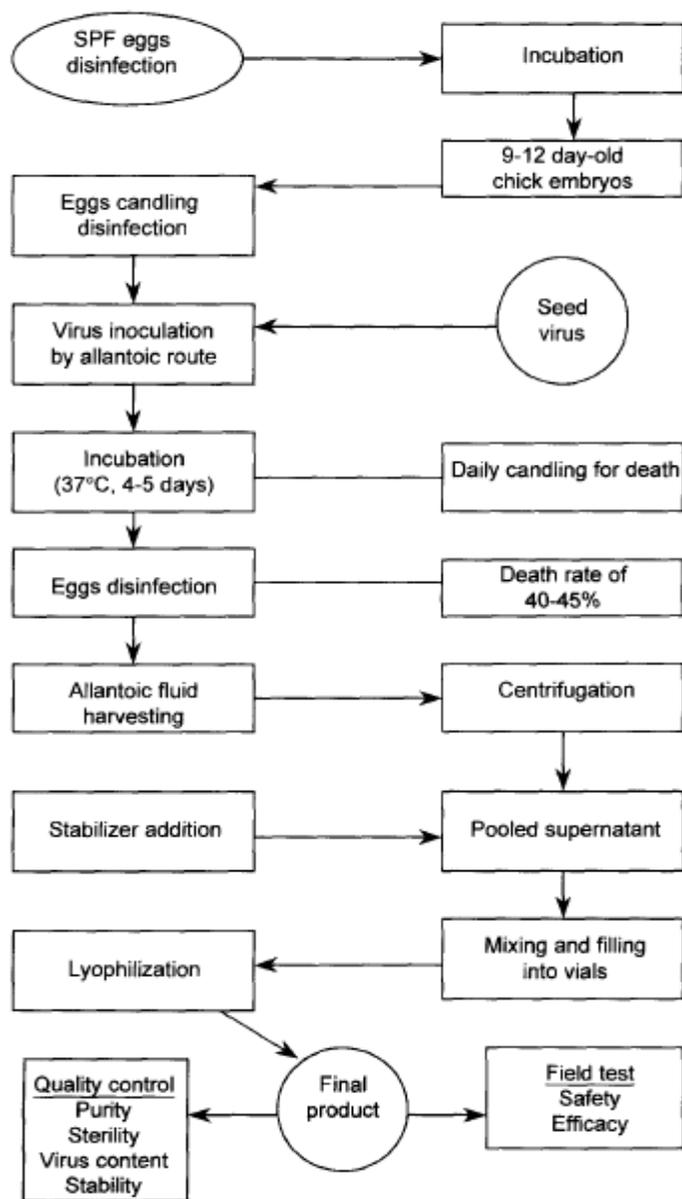 SPF eggs
disinfection
Incubation
9-12 day-old
chick embryos
Eggs candling
disinfection
Seed
virus
Virus inoculation
by allantoic route
Incubation
(37°C, 4-5 days)
Daily candling for death
Eggs disinfection
Death rate of
40-45%
Allantoic fluid
harvesting
Centrifugation
Stabilizer addition
Pooled supernatant
Mixing and filling
into vials
Lyophilization
Final
product
Quality control
Purity
Sterility
Virus content
Stability
Field test
Safety
Efficacy